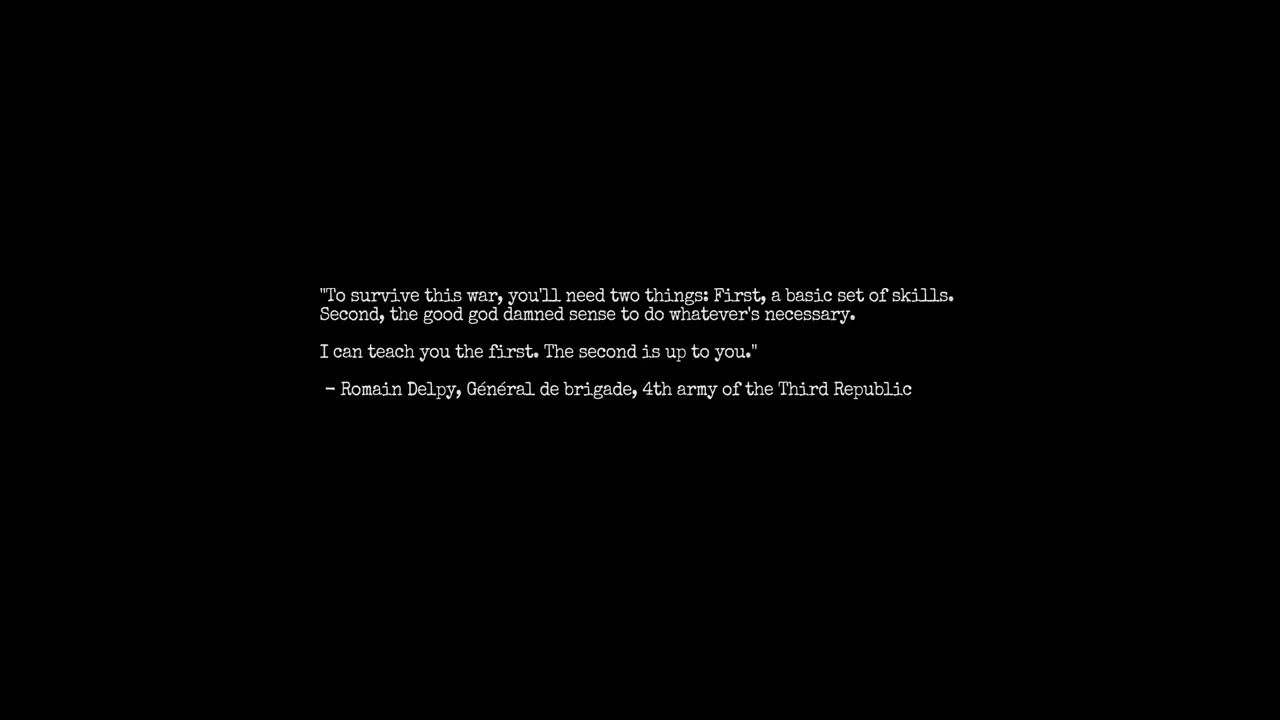 "To survive this war, you'll need two things: First, a basic set of skills.
Second, the good god damned sense to do whatever's necessary.
I can teach you the first. The second is up to you."
– Romain Delpy, Général de brigade, 4th army of the Third Republic